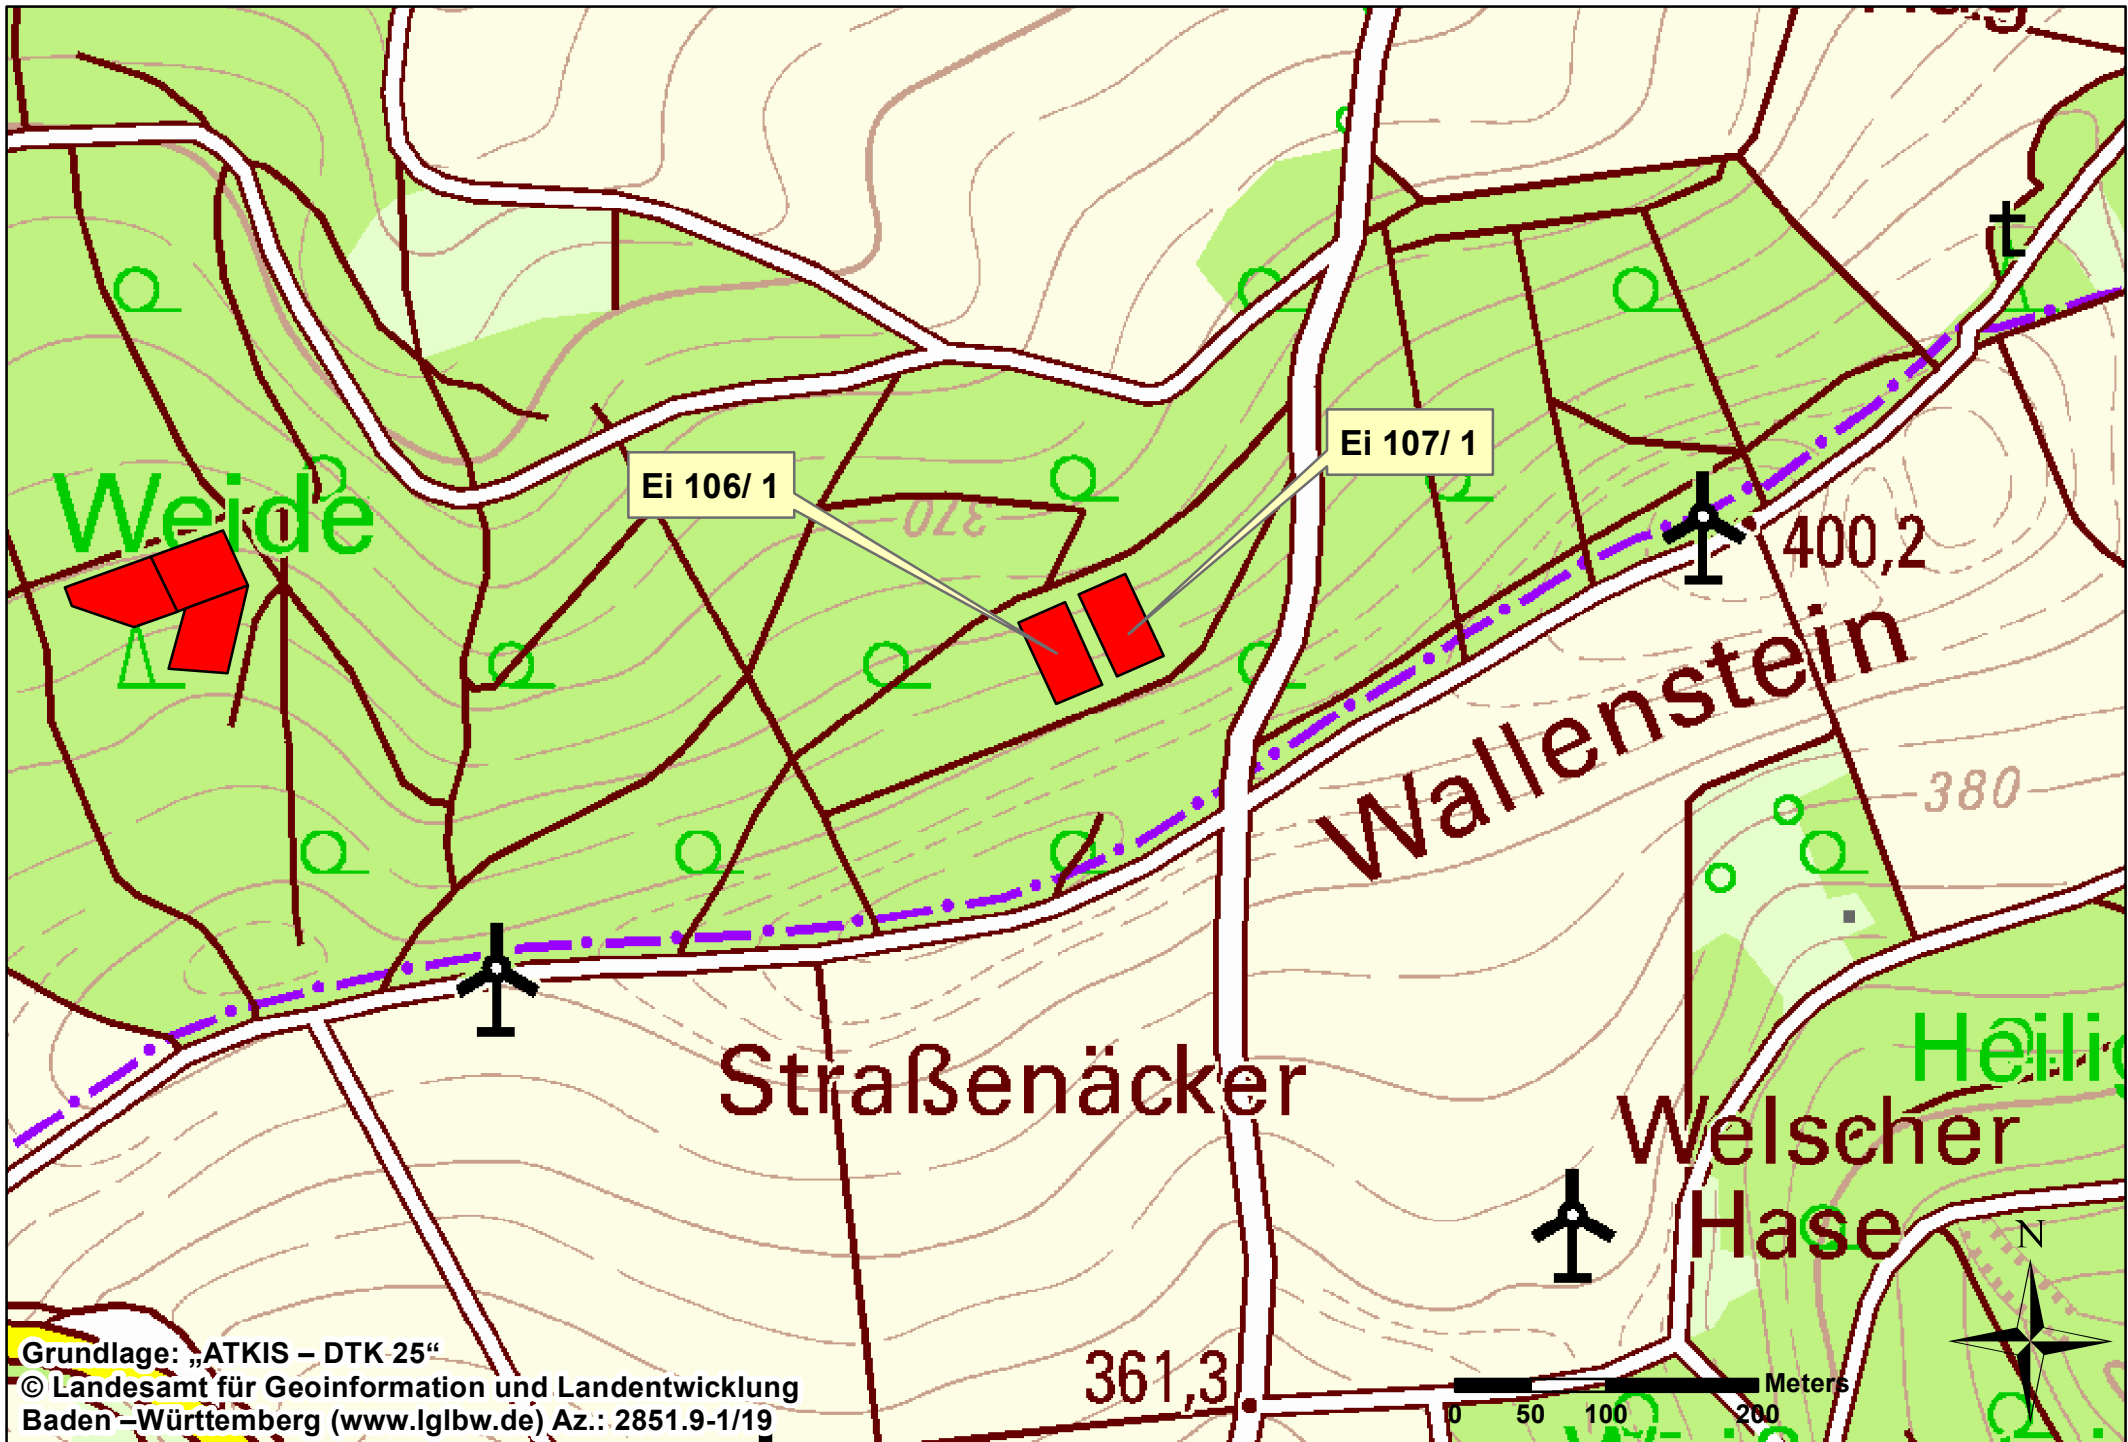 Weide
Ei 106/ 1
Ei 107/ 1
370
400,2
Wallenstein
380
Straßenäcker
Welscher
Hase
361,3
N
Meters
0 50 100 200
Grundlage: „ATKIS – DTK 25“
© Landesamt für Geoinformation und Landentwicklung
Baden –Württemberg (www.lglbw.de) Az.: 2851.9-1/19